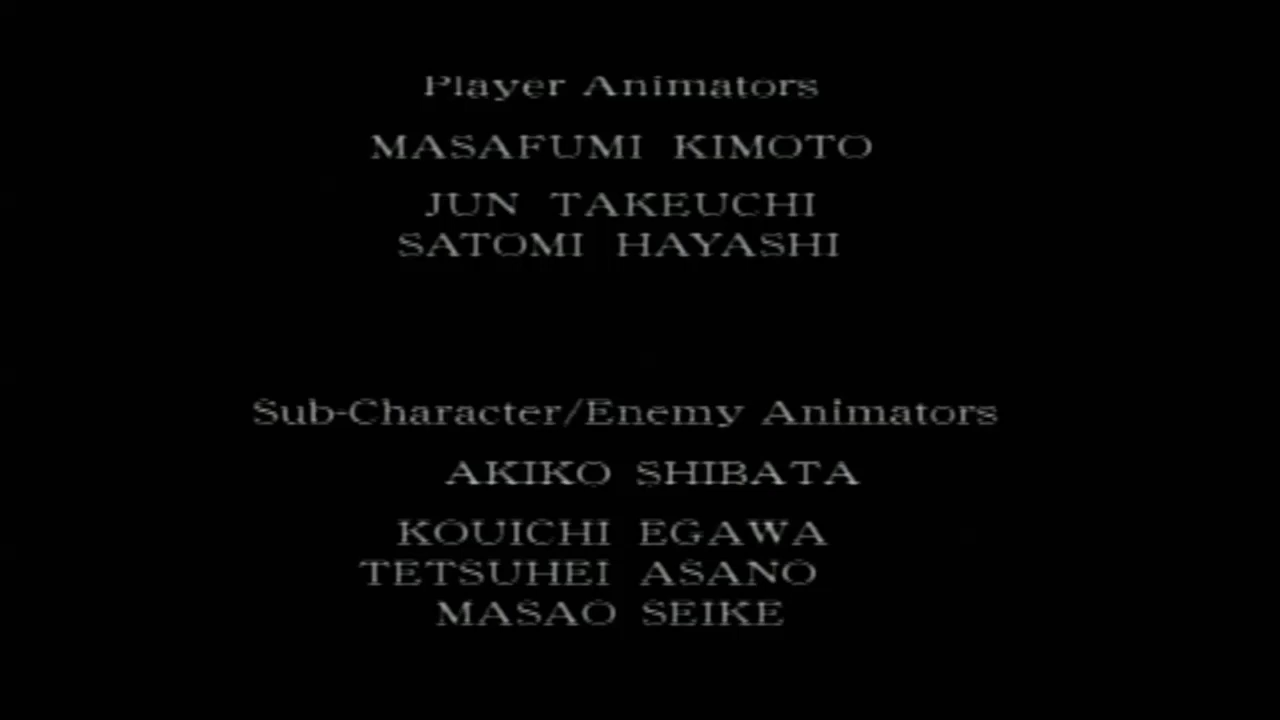 Player Animators
MASAFUMI KIMOTO
JUN TAKEUCHI
SATOMI HAYASHI
Sub-Character/Enemy Animators
AKIKO SHIBATA
KOUICHI EGAWA
TETSUHEI ASANO
MASAO SEIKE